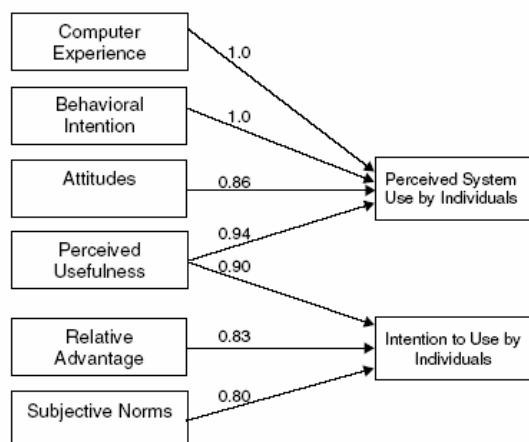 Computer
Experience
1.0
Behavioral
Intention
1.0
Attitudes
0.86
Perceived System
Use by Individuals
Perceived
Usefulness
0.94
0.90
Relative
Advantage
0.83
Intention to Use by
Individuals
Subjective Norms
0.80